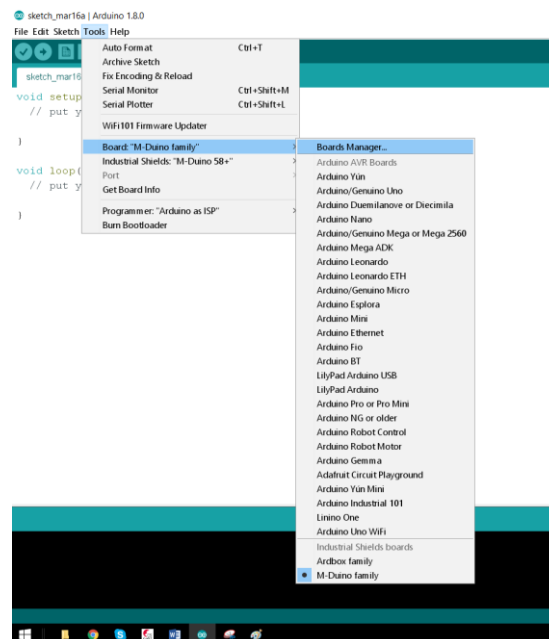 sketch_mar16a | Arduino 1.8.0
File Edit Sketch Tools Help
sketch_mar16
void setup
// put y
}
void loop(
// put y
}
Auto Format Ctrl+T
Archive Sketch
Fix Encoding & Reload
Serial Monitor Ctrl+Shift+M
Serial Plotter Ctrl+Shift+L
WiFi101 Firmware Updater
Board: "M-Duino family"
Industrial Shields: "M-Duino 58+"
Port
Get Board Info
Programmer: "Arduino as ISP"
Burn Bootloader
Boards Manager...
Arduino AVR Boards
Arduino Yún
Arduino/Genuino Uno
Arduino Duemilanove or Diecimila
Arduino Nano
Arduino/Genuino Mega or Mega 2560
Arduino Mega ADK
Arduino Leonardo
Arduino Leonardo ETH
Arduino/Genuino Micro
Arduino Esplora
Arduino Mini
Arduino Ethernet
Arduino Fio
Arduino BT
LilyPad Arduino USB
LilyPad Arduino
Arduino Pro or Pro Mini
Arduino NG or older
Arduino Robot Control
Arduino Robot Motor
Arduino Gemma
Adafruit Circuit Playground
Arduino Yún Mini
Arduino Industrial 101
Linino One
Arduino Uno WiFi
Industrial Shields boards
Ardbox family
M-Duino family